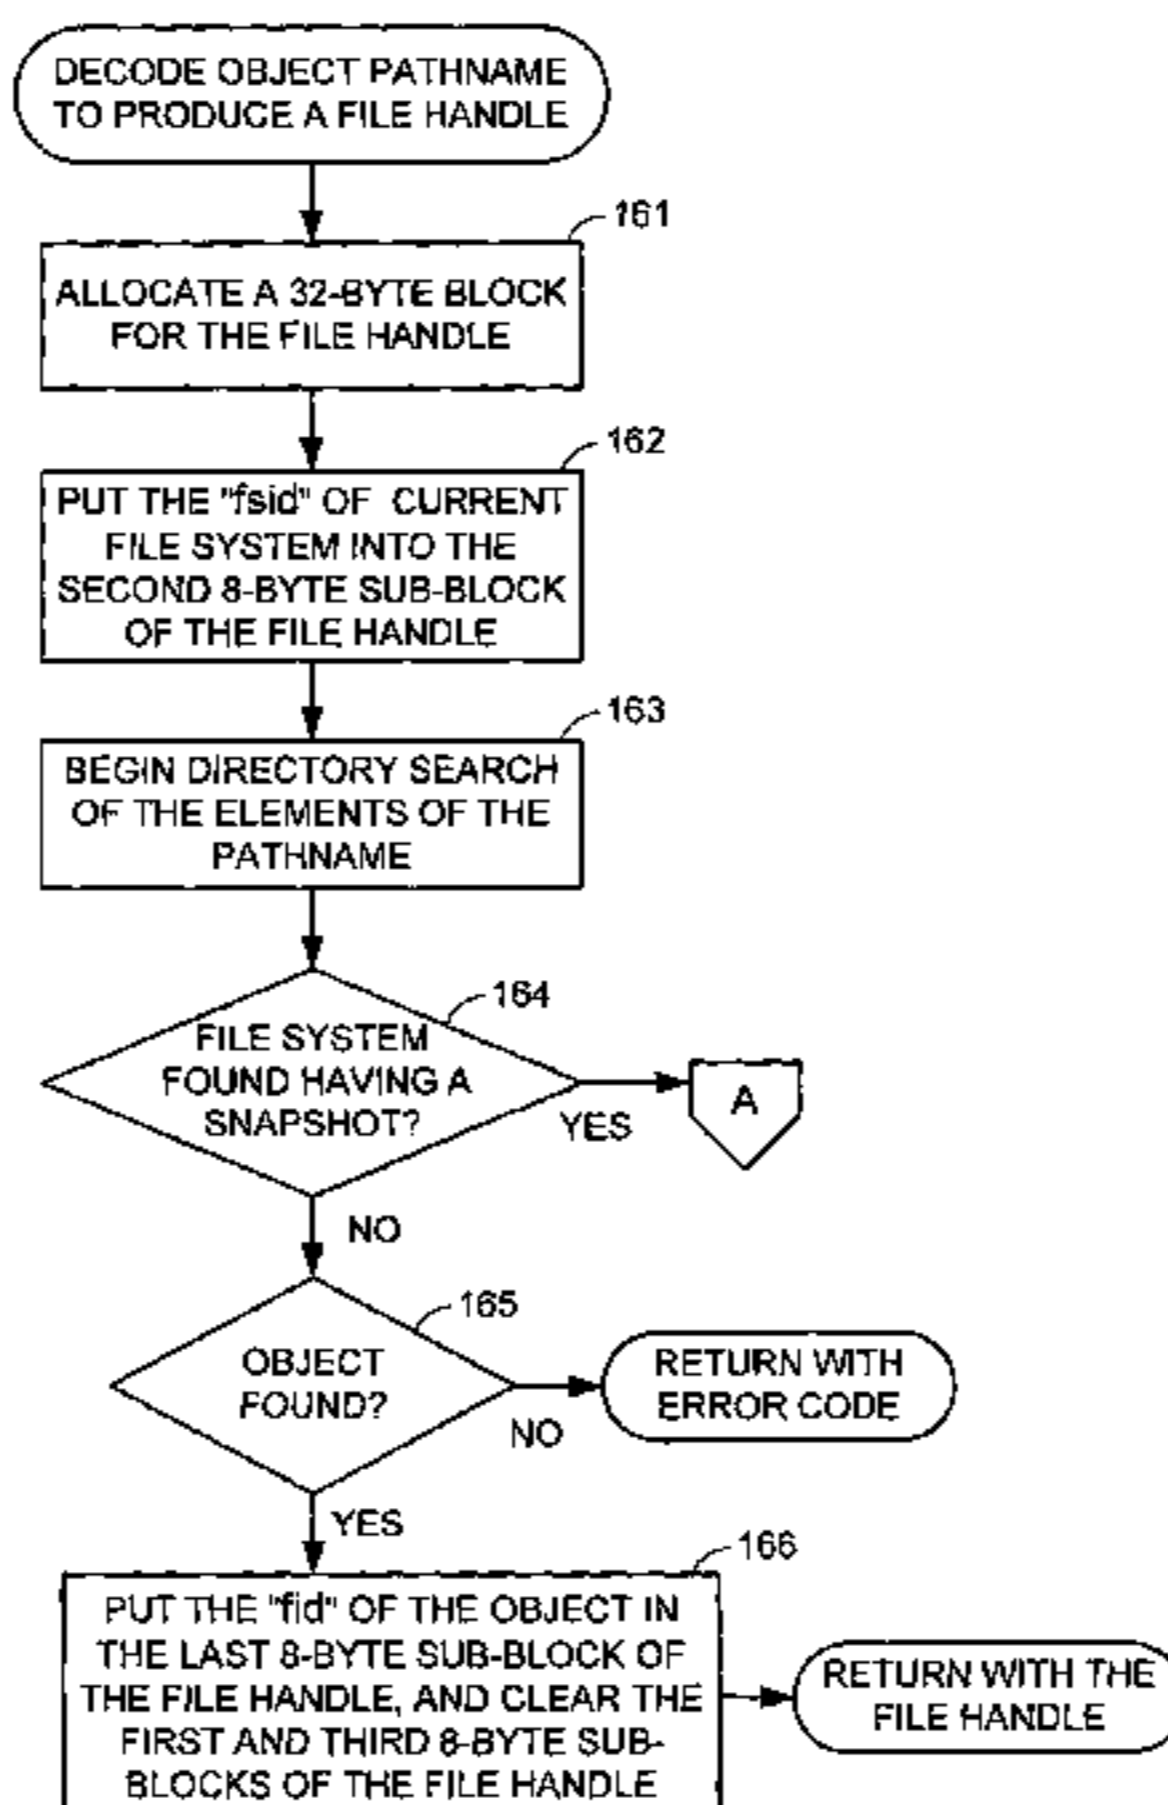 DECODE OBJECT PATHNAME
TO PRODUCE A FILE HANDLE
161
ALLOCATE A 32-BYTE BLOCK
FOR THE FILE HANDLE
162
PUT THE "fsid" OF CURRENT
FILE SYSTEM INTO THE
SECOND 8-BYTE SUB-BLOCK
OF THE FILE HANDLE
163
BEGIN DIRECTORY SEARCH
OF THE ELEMENTS OF THE
PATHNAME
164
FILE SYSTEM
FOUND HAVING A
SNAPSHOT?
YES
A
NO
165
OBJECT
FOUND?
NO
RETURN WITH
ERROR CODE
YES
166
PUT THE "fid" OF THE OBJECT IN
THE LAST 8-BYTE SUB-BLOCK OF
THE FILE HANDLE, AND CLEAR THE
FIRST AND THIRD 8-BYTE SUB-
BLOCKS OF THE FILE HANDLE
RETURN WITH THE
FILE HANDLE